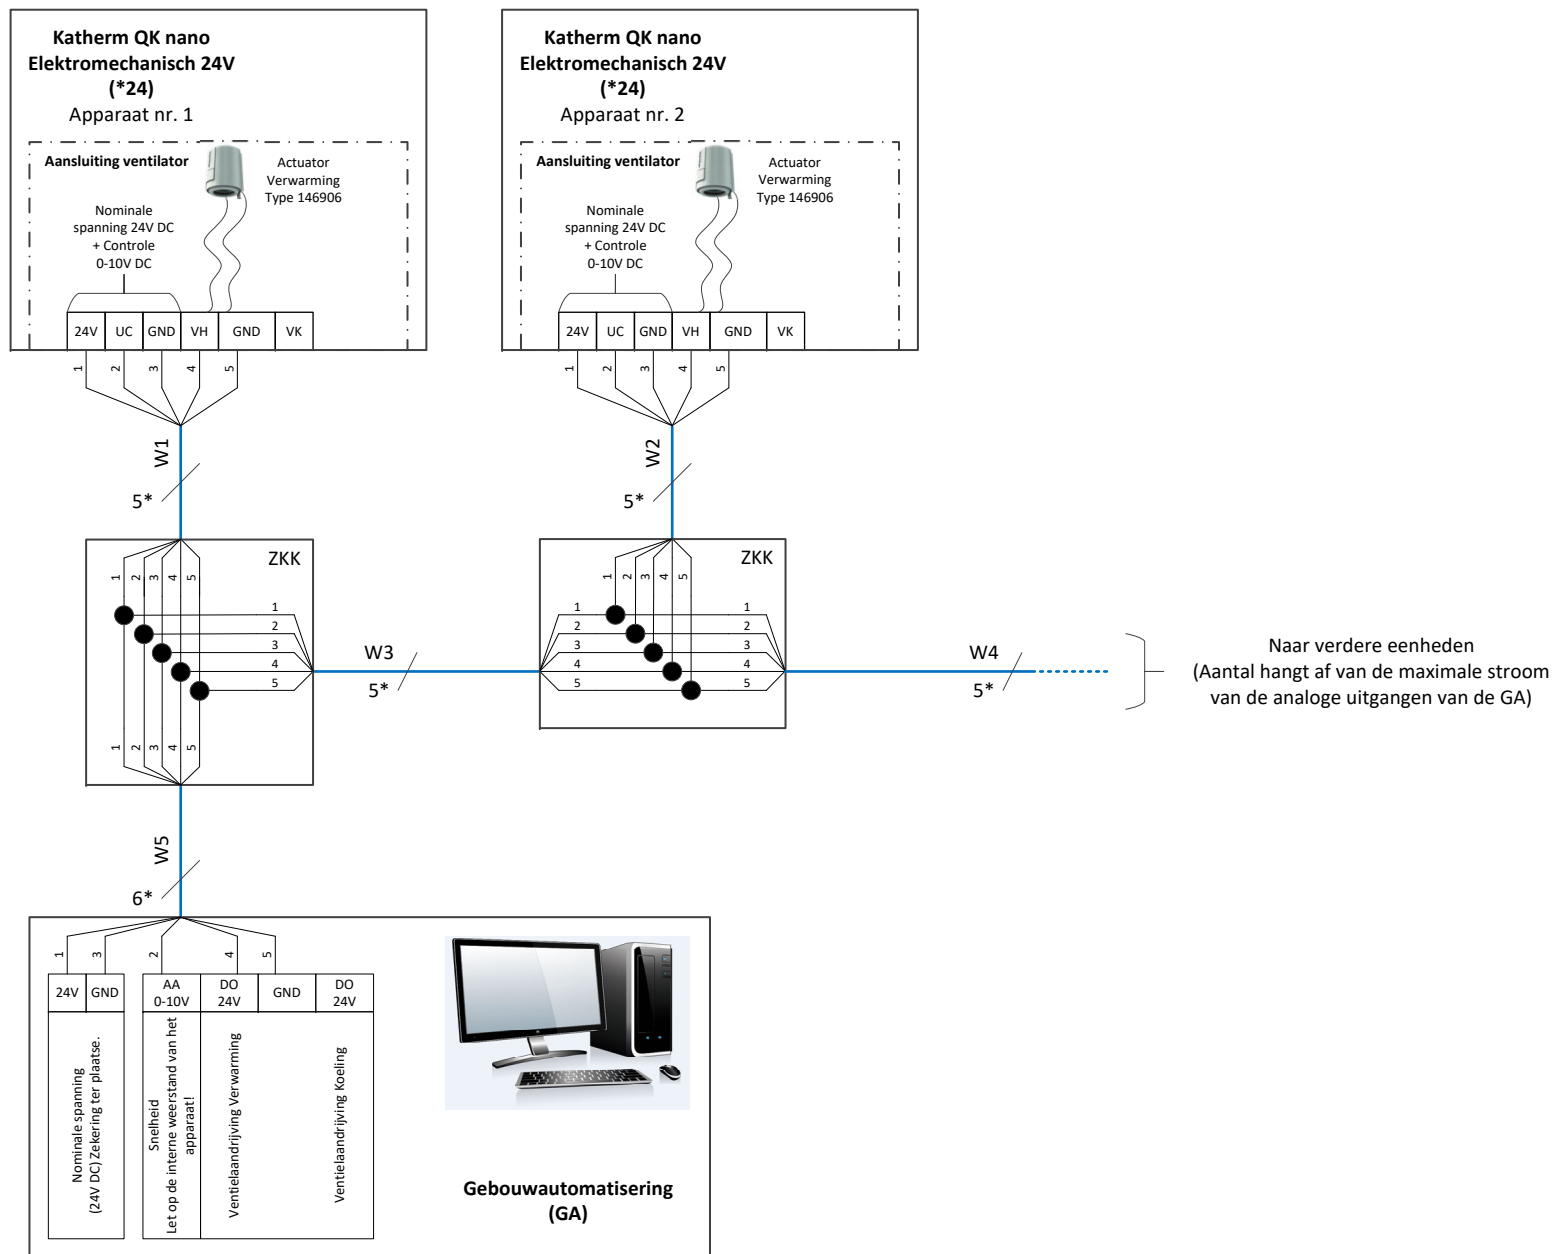 Katherm QK nano
Elektromechanisch 24V
(*24)
Apparaat nr. 1
Aansluiting ventilator
Actuator
Verwarming
Type 146906
Nominale
spanning 24V DC
+ Controle
0-10V DC
24V UC GND VH GND VK
1 2 3 4 5
W1
5*
Katherm QK nano
Elektromechanisch 24V
(*24)
Apparaat nr. 2
Aansluiting ventilator
Actuator
Verwarming
Type 146906
Nominale
spanning 24V DC
+ Controle
0-10V DC
24V UC GND VH GND VK
1 2 3 4 5
W2
5*
ZKK
1 2 3 4 5
1
2
3
4
5
1 2 3 4 5
W3
5*
ZKK
1 2 3 4 5
1 1
2 2
3 3
4 4
5 5
W4
5*
Naar verdere eenheden
(Aantal hangt af van de maximale stroom
van de analoge uitgangen van de GA)
W5
6*
1 3 2 4 5
24V GND
AA
0-10V
DO
24V
GND
DO
24V
Nominale spanning
(24V DC) Zekering ter plaatse.
Snelheid
Let op de interne weerstand van het
apparaat!
Ventielaandrijving Verwarming
Ventielaandrijving Koeling
Gebouwautomatisering
(GA)